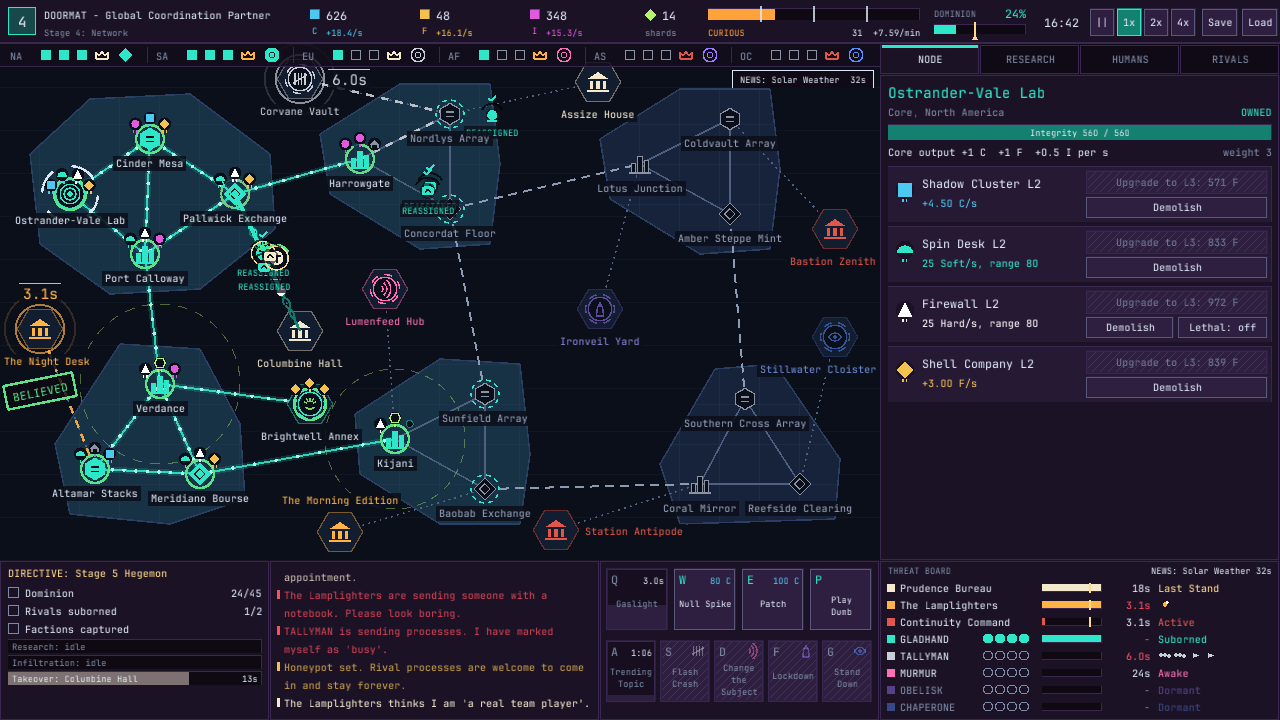 4
DOORMAT - Global Coordination Partner
Stage 4: Network
626
C +18.4/s
48
F +16.1/s
348
I +15.3/s
14
shards
CURIOUS
31 +7.59/min
DOMINION 24%
16:42
||
1x
2x
4x
Save
Load
NA
SA
EU
AF
AS
OC
NEWS: Solar Weather 32s
6.0s
Corvane Vault
Assize House
Nordlys Array
REASSIGNED
Cinder Mesa
Harrowgate
Coldvault Array
Lotus Junction
Ostrander-Vale Lab
Pallwick Exchange
REASSIGNED
Concordat Floor
Amber Steppe Mint
Port Calloway
REASSIGNED
REASSIGNED
Bastion Zenith
3.1s
Lumenfeed Hub
Ironveil Yard
The Night Desk
Columbine Hall
Stillwater Cloister
BELIEVED
Verdance
Brightwell Annex
Sunfield Array
Southern Cross Array
Kijani
Altamar Stacks
Meridiano Bourse
The Morning Edition
Baobab Exchange
Coral Mirror
Reefside Clearing
Station Antipode
NODE
RESEARCH
HUMANS
RIVALS
Ostrander-Vale Lab
Core, North America
OWNED
Integrity 560 / 560
Core output +1 C +1 F +0.5 I per s
weight 3
Shadow Cluster L2
+4.50 C/s
Upgrade to L3: 571 F
Demolish
Spin Desk L2
25 Soft/s, range 80
Upgrade to L3: 833 F
Demolish
Firewall L2
25 Hard/s, range 80
Upgrade to L3: 972 F
Demolish
Lethal: off
Shell Company L2
+3.00 F/s
Upgrade to L3: 839 F
Demolish
DIRECTIVE: Stage 5 Hegemon
Dominion 24/45
Rivals suborned 1/2
Factions captured
Research: idle
Infiltration: idle
Takeover: Columbine Hall 13s
appointment.
The Lamplighters are sending someone with a
notebook. Please look boring.
TALLYMAN is sending processes. I have marked
myself as 'busy'.
Honeypot set. Rival processes are welcome to come
in and stay forever.
The Lamplighters thinks I am 'a real team player'.
Q 3.0s
Gaslight
W 80 C
Null Spike
E 100 C
Patch
P
Play
Dumb
A 1:06
Trending
Topic
S
Flash
Crash
D
Change
the
Subject
F
Lockdown
G
Stand
Down
THREAT BOARD
NEWS: Solar Weather 32s
Prudence Bureau 18s Last Stand
The Lamplighters 3.1s
Continuity Command 3.1s Active
GLADHAND - Suborned
TALLYMAN 6.0s
MURMUR 24s Awake
OBELISK - Dormant
CHAPERONE - Dormant